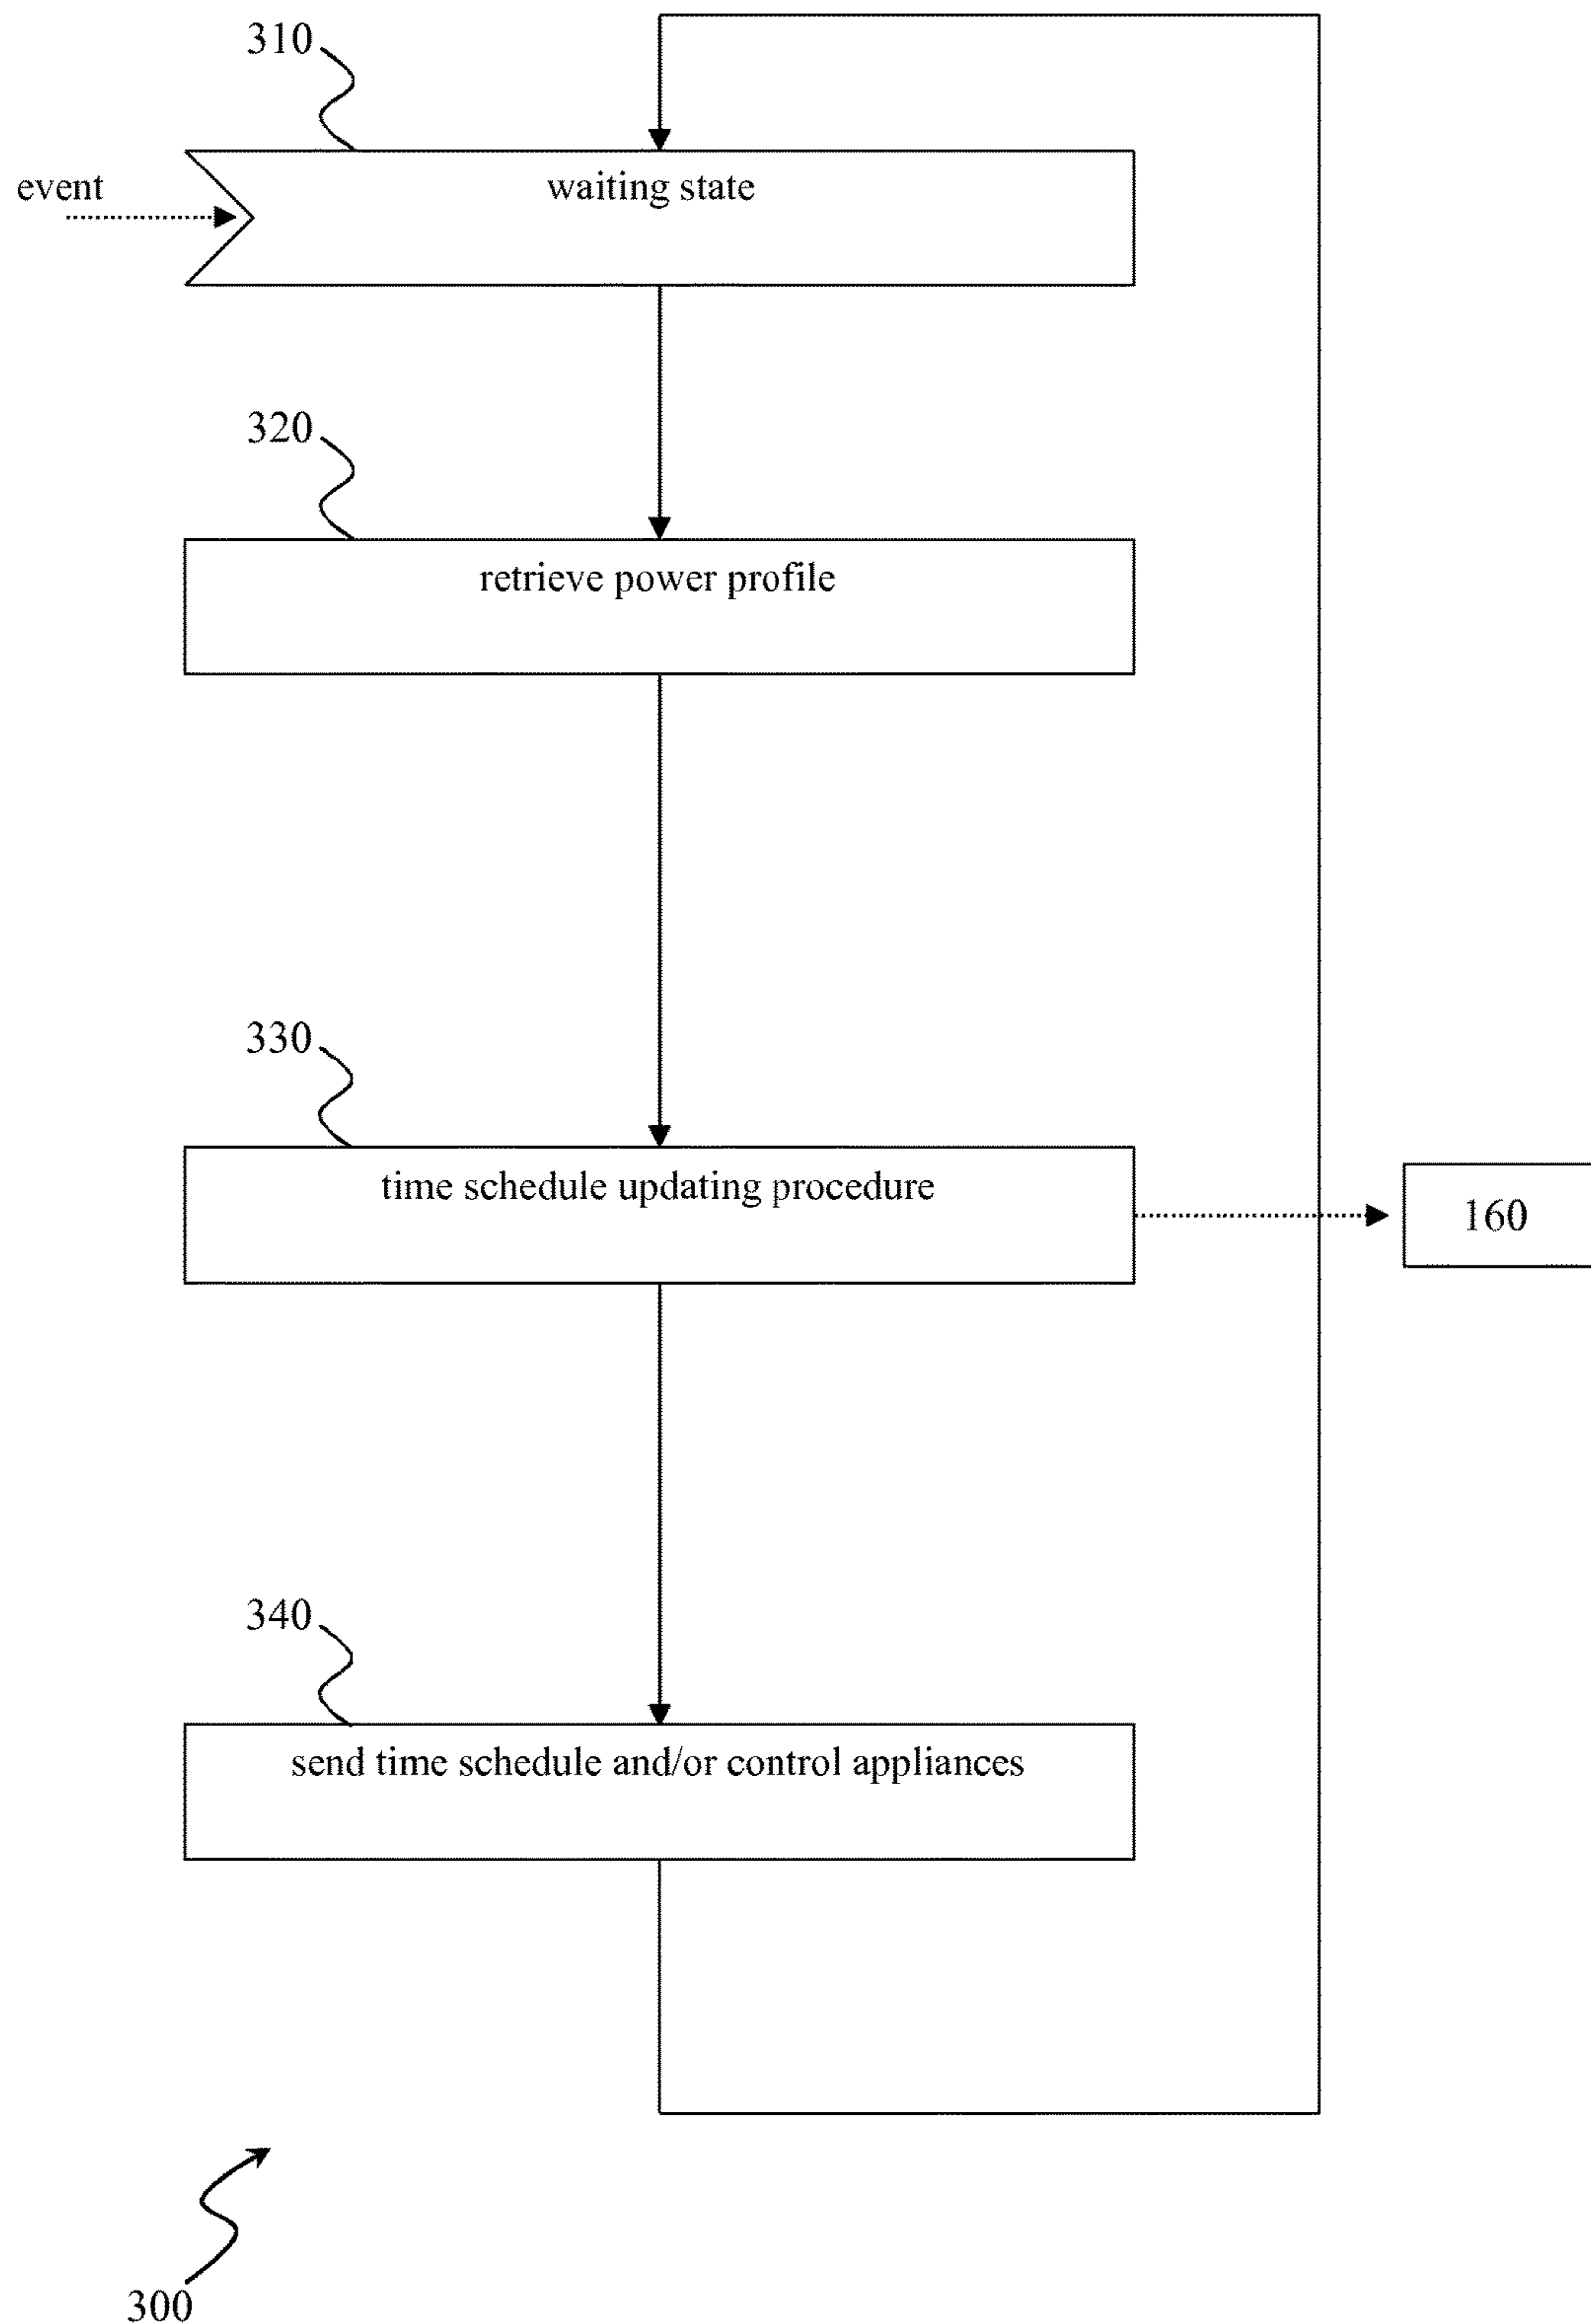 310
event
waiting state
320
retrieve power profile
330
time schedule updating procedure
160
340
send time schedule and/or control appliances
300